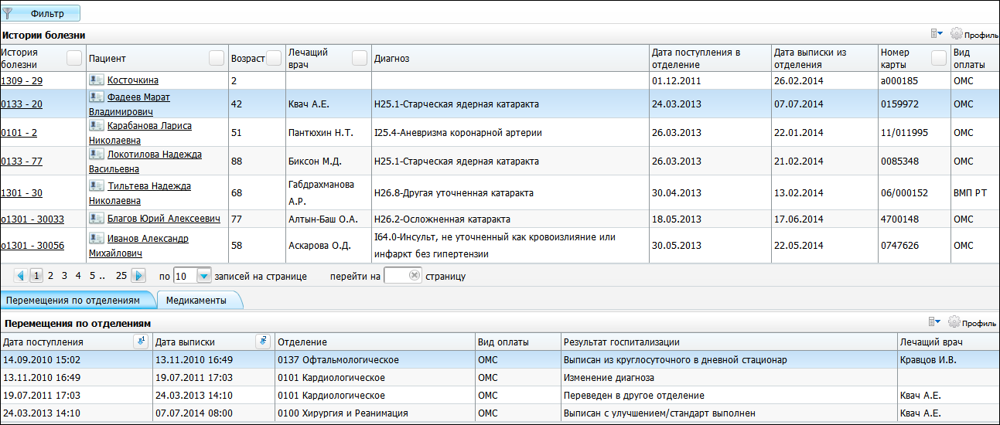 Фильтр
Истории болезни
Профиль
История болезни Пациент Возраст Лечащий врач Диагноз Дата поступления в отделение Дата выписки из отделения Номер карты Вид оплаты
1309 - 29 Косточкина 2 01.12.2011 26.02.2014 а000185 ОМС
0133 - 20 Фадеев Марат Владимирович 42 Квач А.Е. H25.1-Старческая ядерная катаракта 24.03.2013 07.07.2014 0159972 ОМС
0101 - 2 Карабанова Лариса Николаевна 51 Пантюхин Н.Т. I25.4-Аневризма коронарной артерии 26.03.2013 22.01.2014 11/011995 ОМС
0133 - 77 Локотилова Надежда Васильевна 88 Биксон М.Д. H25.1-Старческая ядерная катаракта 26.03.2013 21.02.2014 0085348 ОМС
1301 - 30 Тильтева Надежда Николаевна 68 Габдрахманова А.Р. H26.8-Другая уточненная катаракта 30.04.2013 13.02.2014 06/000152 ВМП РТ
о1301 - 30033 Благов Юрий Алексеевич 77 Алтын-Баш О.А. H26.2-Осложненная катаракта 18.05.2013 17.06.2014 4700148 ОМС
о1301 - 30056 Иванов Александр Михайлович 58 Аскарова О.Д. I64.0-Инсульт, не уточненный как кровоизлияние или инфаркт без гипертензии 30.05.2013 22.05.2014 0747626 ОМС
1 2 3 4 5 .. 25 по 10 записей на странице перейти на страницу
Перемещения по отделениям Медикаменты
Перемещения по отделениям
Профиль
Дата поступления 1 Дата выписки 2 Отделение Вид оплаты Результат госпитализации Лечащий врач
14.09.2010 15:02 13.11.2010 16:49 0137 Офтальмологическое ОМС Выписан из круглосуточного в дневной стационар Кравцов И.В.
13.11.2010 16:49 19.07.2011 17:03 0101 Кардиологическое ОМС Изменение диагноза
19.07.2011 17:03 24.03.2013 14:10 0101 Кардиологическое ОМС Переведен в другое отделение Квач А.Е.
24.03.2013 14:10 07.07.2014 08:00 0100 Хирургия и Реанимация ОМС Выписан с улучшением/стандарт выполнен Квач А.Е.